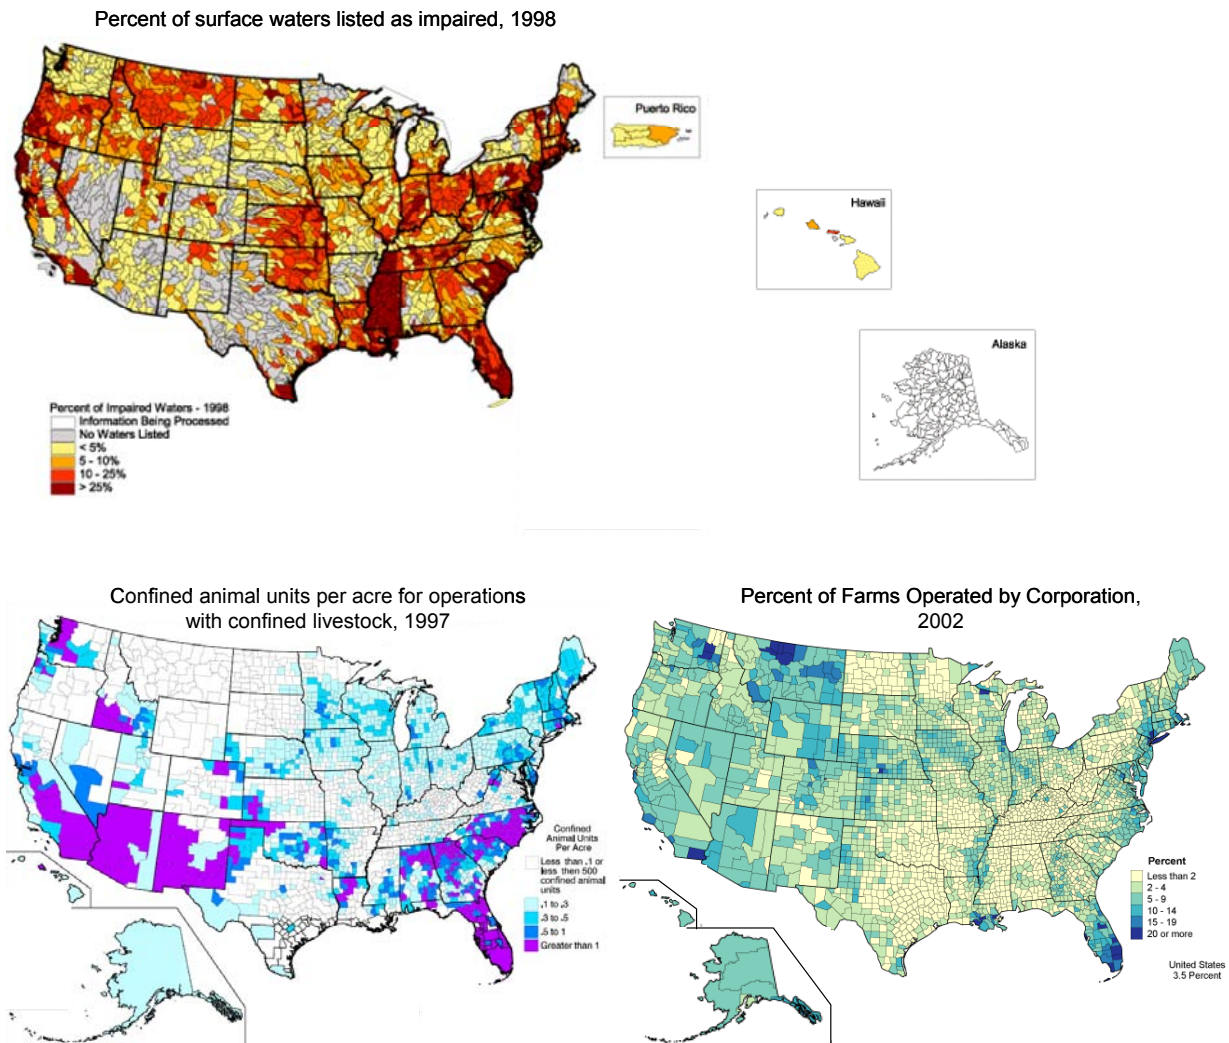 Percent of surface waters listed as impaired, 1998
Puerto Rico
Hawaii
Alaska
Percent of Impaired Waters - 1998
Information Being Processed
No Waters Listed
< 5%
5 - 10%
10 - 25%
> 25%
Confined animal units per acre for operations
with confined livestock, 1997
Confined
Animal Units
Per Acre
Less than .1 or
less then 500
confined animal
units
.1 to .3
.3 to .5
.5 to 1
Greater than 1
Percent of Farms Operated by Corporation,
2002
Percent
Less than 2
2 - 4
5 - 9
10 - 14
15 - 19
20 or more
United States
3.5 Percent